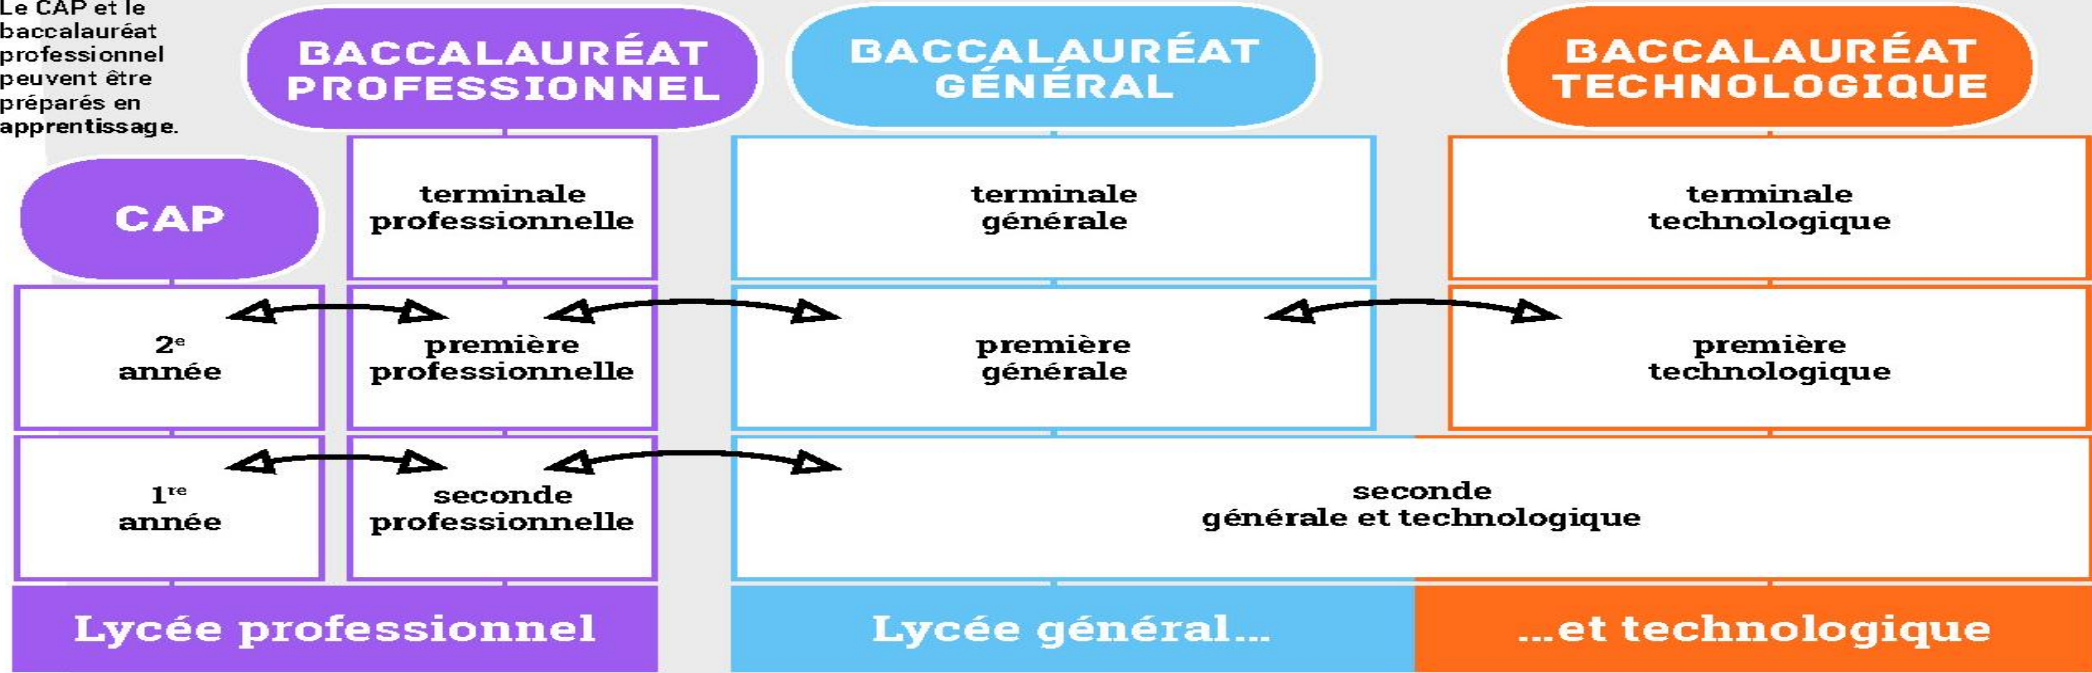 Le CAP et le
baccalauréat
professionnel
peuvent être
préparés en
apprentissage.
BACCALAURÉAT
PROFESSIONNEL
BACCALAURÉAT
GÉNÉRAL
BACCALAURÉAT
TECHNOLOGIQUE
CAP
terminale
professionnelle
terminale
générale
terminale
technologique
2e
année
première
professionnelle
première
générale
première
technologique
1re
année
seconde
professionnelle
seconde
générale et technologique
Lycée professionnel
Lycée général...
...et technologique